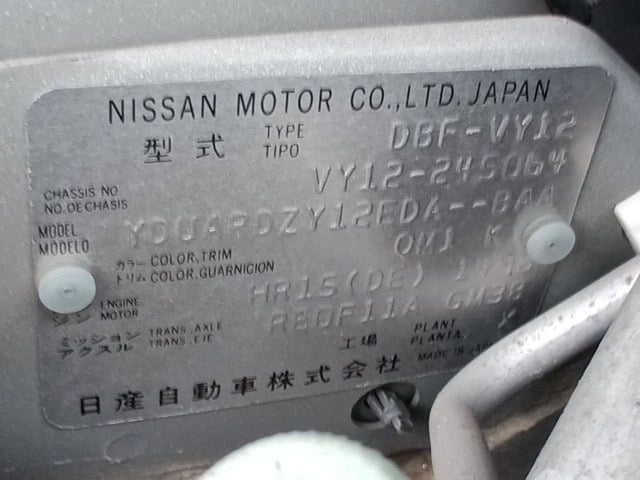 NISSAN MOTOR CO.,LTD. JAPAN
型式 TYPE TIPO DBF-VY12
CHASSIS NO. NO. DE CHASIS VY12-245064
MODEL MODELO
カラー COLOR, TRIM QM1 K
トリム COLOR, GUARNICION
ENGINE MOTOR HR15(DE)
ミッション アクスル TRANS., AXLE TRANS., EJE RE0F11A GM38
工場 PLANT PLANTA
日産自動車株式会社 MADE IN